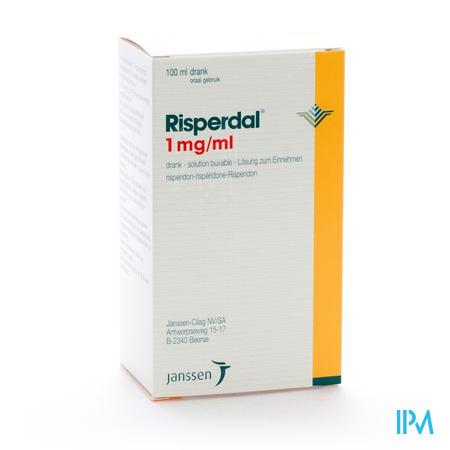 100 ml drank
oraal gebruik
Risperdal®
1 mg/ml
drank - solution buvable - Lösung zum Einnehmen
risperidon-rispéridone-Risperidon
Janssen-Cilag NV/SA
Antwerpseweg 15-17
B-2340 Beerse
janssen
IPM